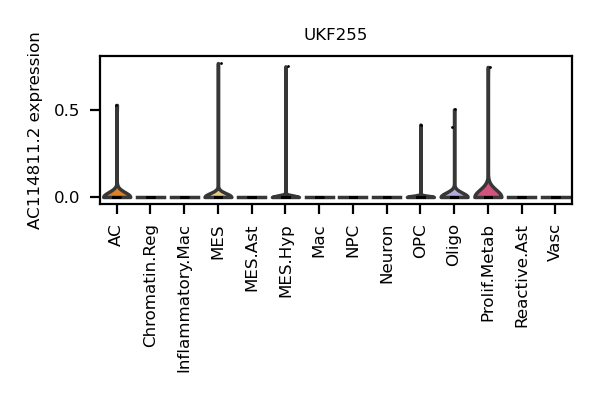 UKF255
AC114811.2 expression
0.5
0.0
AC
Chromatin.Reg
Inflammatory.Mac
MES
MES.Ast
MES.Hyp
Mac
NPC
Neuron
OPC
Oligo
Prolif.Metab
Reactive.Ast
Vasc